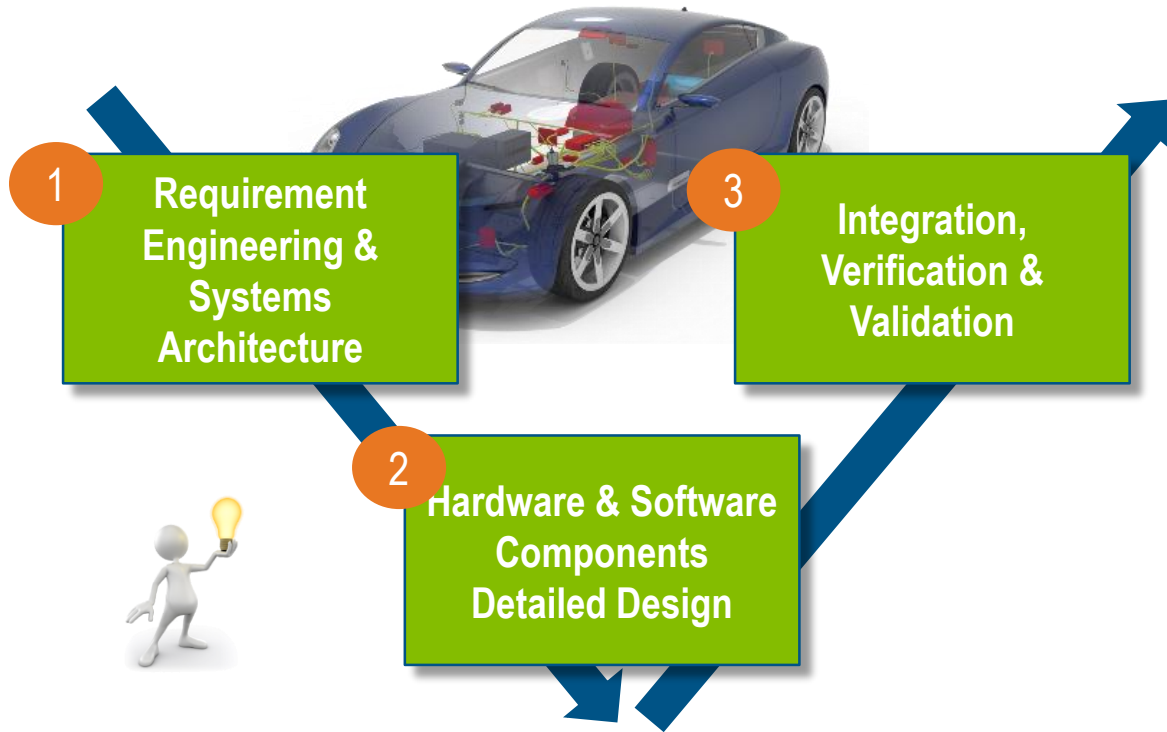 1
Requirement
Engineering &
Systems
Architecture
2
Hardware & Software
Components
Detailed Design
3
Integration,
Verification &
Validation